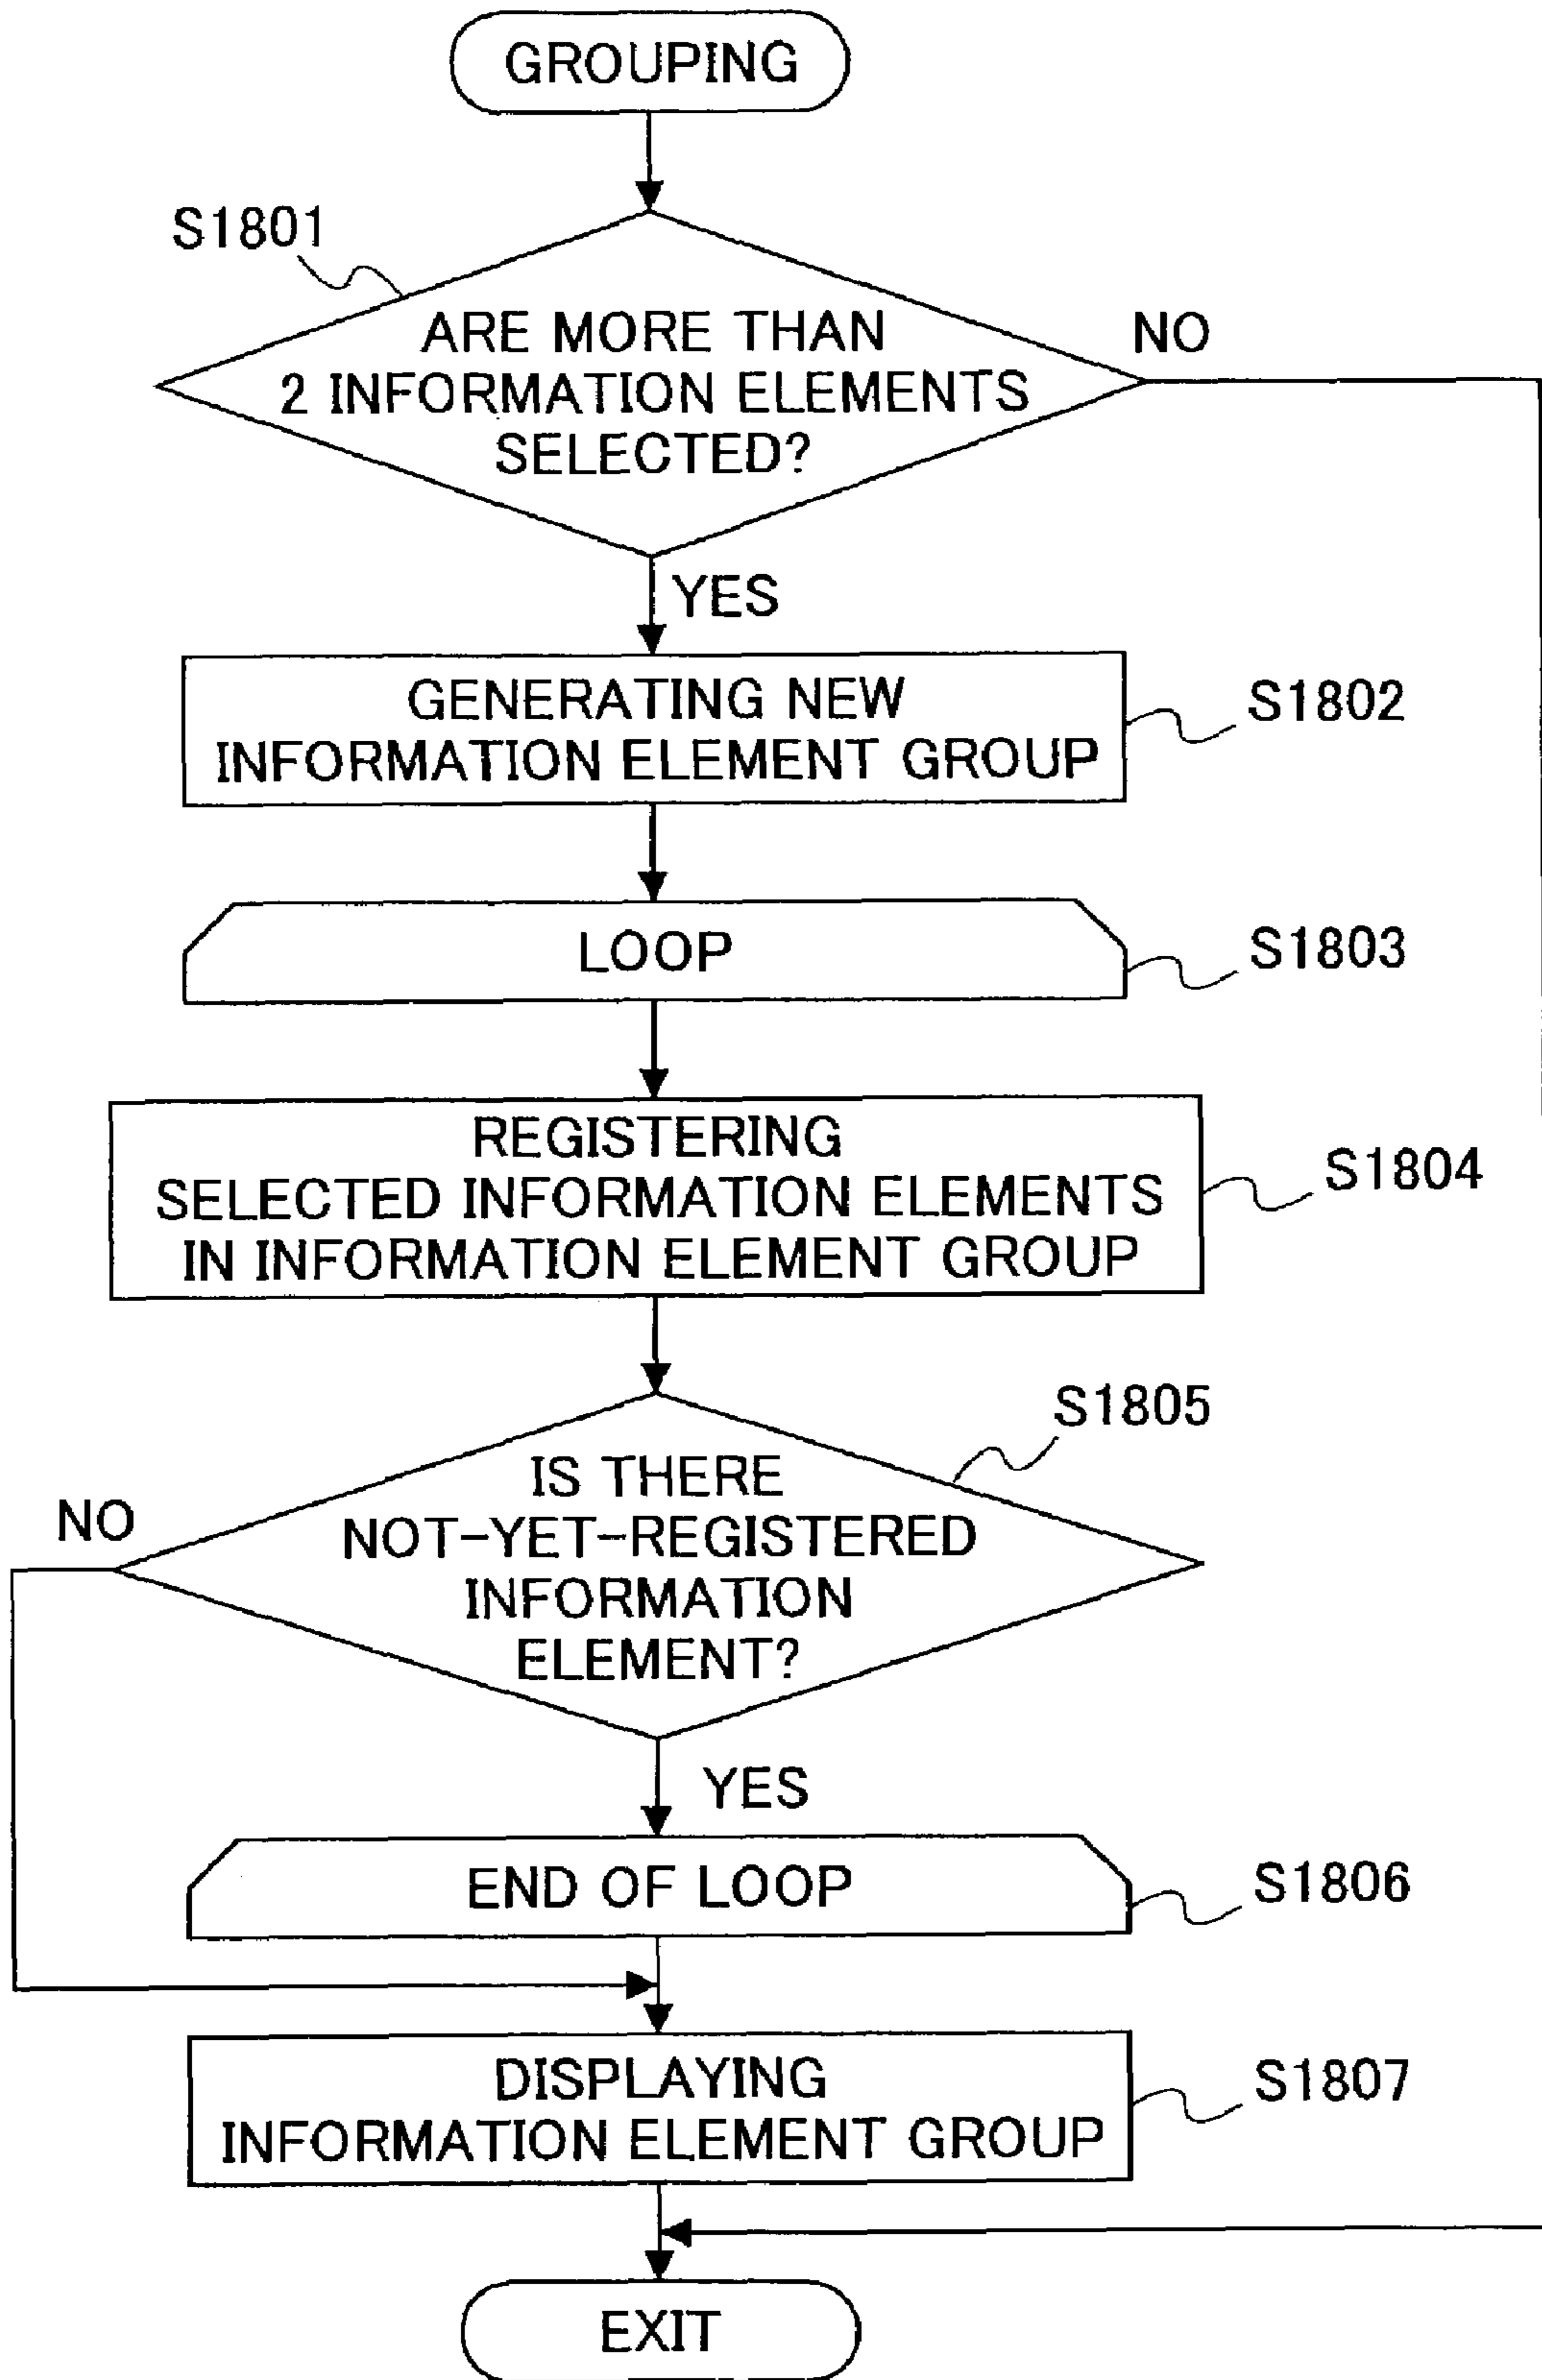 GROUPING
S1801
ARE MORE THAN
2 INFORMATION ELEMENTS
SELECTED?
NO
YES
GENERATING NEW
INFORMATION ELEMENT GROUP
S1802
LOOP
S1803
REGISTERING
SELECTED INFORMATION ELEMENTS
IN INFORMATION ELEMENT GROUP
S1804
S1805
IS THERE
NOT-YET-REGISTERED
INFORMATION
ELEMENT?
NO
YES
END OF LOOP
S1806
DISPLAYING
INFORMATION ELEMENT GROUP
S1807
EXIT